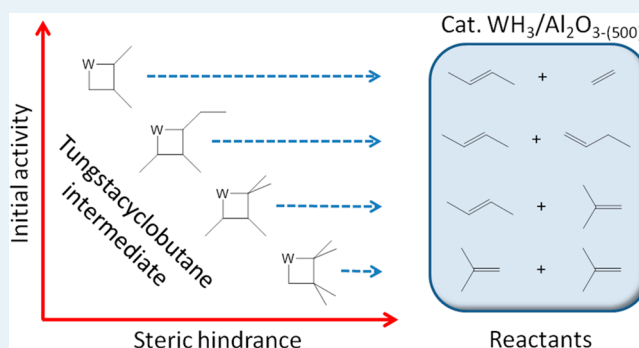 Cat. WH₃/Al₂O₃₋₍₅₀₀₎
Initial activity
Tungstacyclobutane
intermediate
W
W
W
W
+
+
+
+
Steric hindrance
Reactants